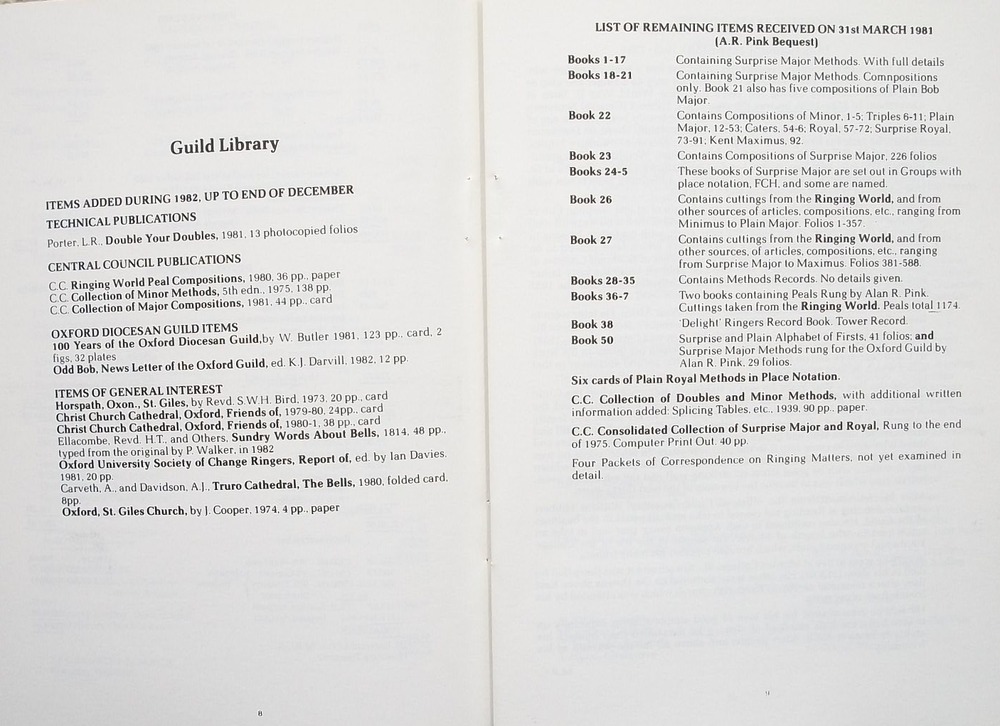 Guild Library
ITEMS ADDED DURING 1982, UP TO END OF DECEMBER
TECHNICAL PUBLICATIONS
Porter, L.R., Double Your Doubles, 1981, 13 photocopied folios
CENTRAL COUNCIL PUBLICATIONS
C.C. Ringing World Peal Compositions, 1980, 36 pp., paper
C.C. Collection of Minor Methods, 5th edn., 1975, 138 pp.
C.C. Collection of Major Compositions, 1981, 44 pp., card
OXFORD DIOCESAN GUILD ITEMS
100 Years of the Oxford Diocesan Guild,by W. Butler 1981, 123 pp., card, 2
figs, 32 plates
Odd Bob, News Letter of the Oxford Guild, ed. K.J. Darvill, 1982, 12 pp.
ITEMS OF GENERAL INTEREST
Horspath, Oxon., St. Giles, by Revd. S.W.H. Bird, 1973, 20 pp., card
Christ Church Cathedral, Oxford, Friends of, 1979-80, 24pp., card
Christ Church Cathedral, Oxford, Friends of, 1980-1, 38 pp., card
Ellacombe, Revd. H.T., and Others, Sundry Words About Bells, 1814, 48 pp.,
typed from the original by P. Walker, in 1982
Oxford University Society of Change Ringers, Report of, ed. by Ian Davies,
1981, 20 pp.
Carveth, A., and Davidson, A.J., Truro Cathedral, The Bells, 1980, folded card,
8pp.
Oxford, St. Giles Church, by J. Cooper, 1974, 4 pp., paper
8
LIST OF REMAINING ITEMS RECEIVED ON 31st MARCH 1981
(A.R. Pink Bequest)
Books 1-17 Containing Surprise Major Methods. With full details
Books 18-21 Containing Surprise Major Methods. Comnpositions
only. Book 21 also has five compositions of Plain Bob
Major.
Book 22 Contains Compositions of Minor, 1-5; Triples 6-11; Plain
Major, 12-53; Caters, 54-6; Royal, 57-72; Surprise Royal,
73-91; Kent Maximus, 92.
Book 23 Contains Compositions of Surprise Major, 226 folios
Books 24-5 These books of Surprise Major are set out in Groups with
place notation, FCH, and some are named.
Book 26 Contains cuttings from the Ringing World, and from
other sources of articles, compositions, etc., ranging from
Minimus to Plain Major. Folios 1-357.
Book 27 Contains cuttings from the Ringing World, and from
other sources, of articles, compositions, etc., ranging
from Surprise Major to Maximus. Folios 381-588.
Books 28-35 Contains Methods Records. No details given.
Books 36-7 Two books containing Peals Rung by Alan R. Pink.
Cuttings taken from the Ringing World. Peals total 1174.
Book 38 'Delight' Ringers Record Book. Tower Record.
Book 50 Surprise and Plain Alphabet of Firsts, 41 folios; and
Surprise Major Methods rung for the Oxford Guild by
Alan R. Pink, 29 folios.
Six cards of Plain Royal Methods in Place Notation.
C.C. Collection of Doubles and Minor Methods, with additional written
information added: Splicing Tables, etc., 1939, 90 pp., paper.
C.C. Consolidated Collection of Surprise Major and Royal, Rung to the end
of 1975. Computer Print Out. 40 pp.
Four Packets of Correspondence on Ringing Matters, not yet examined in
detail.